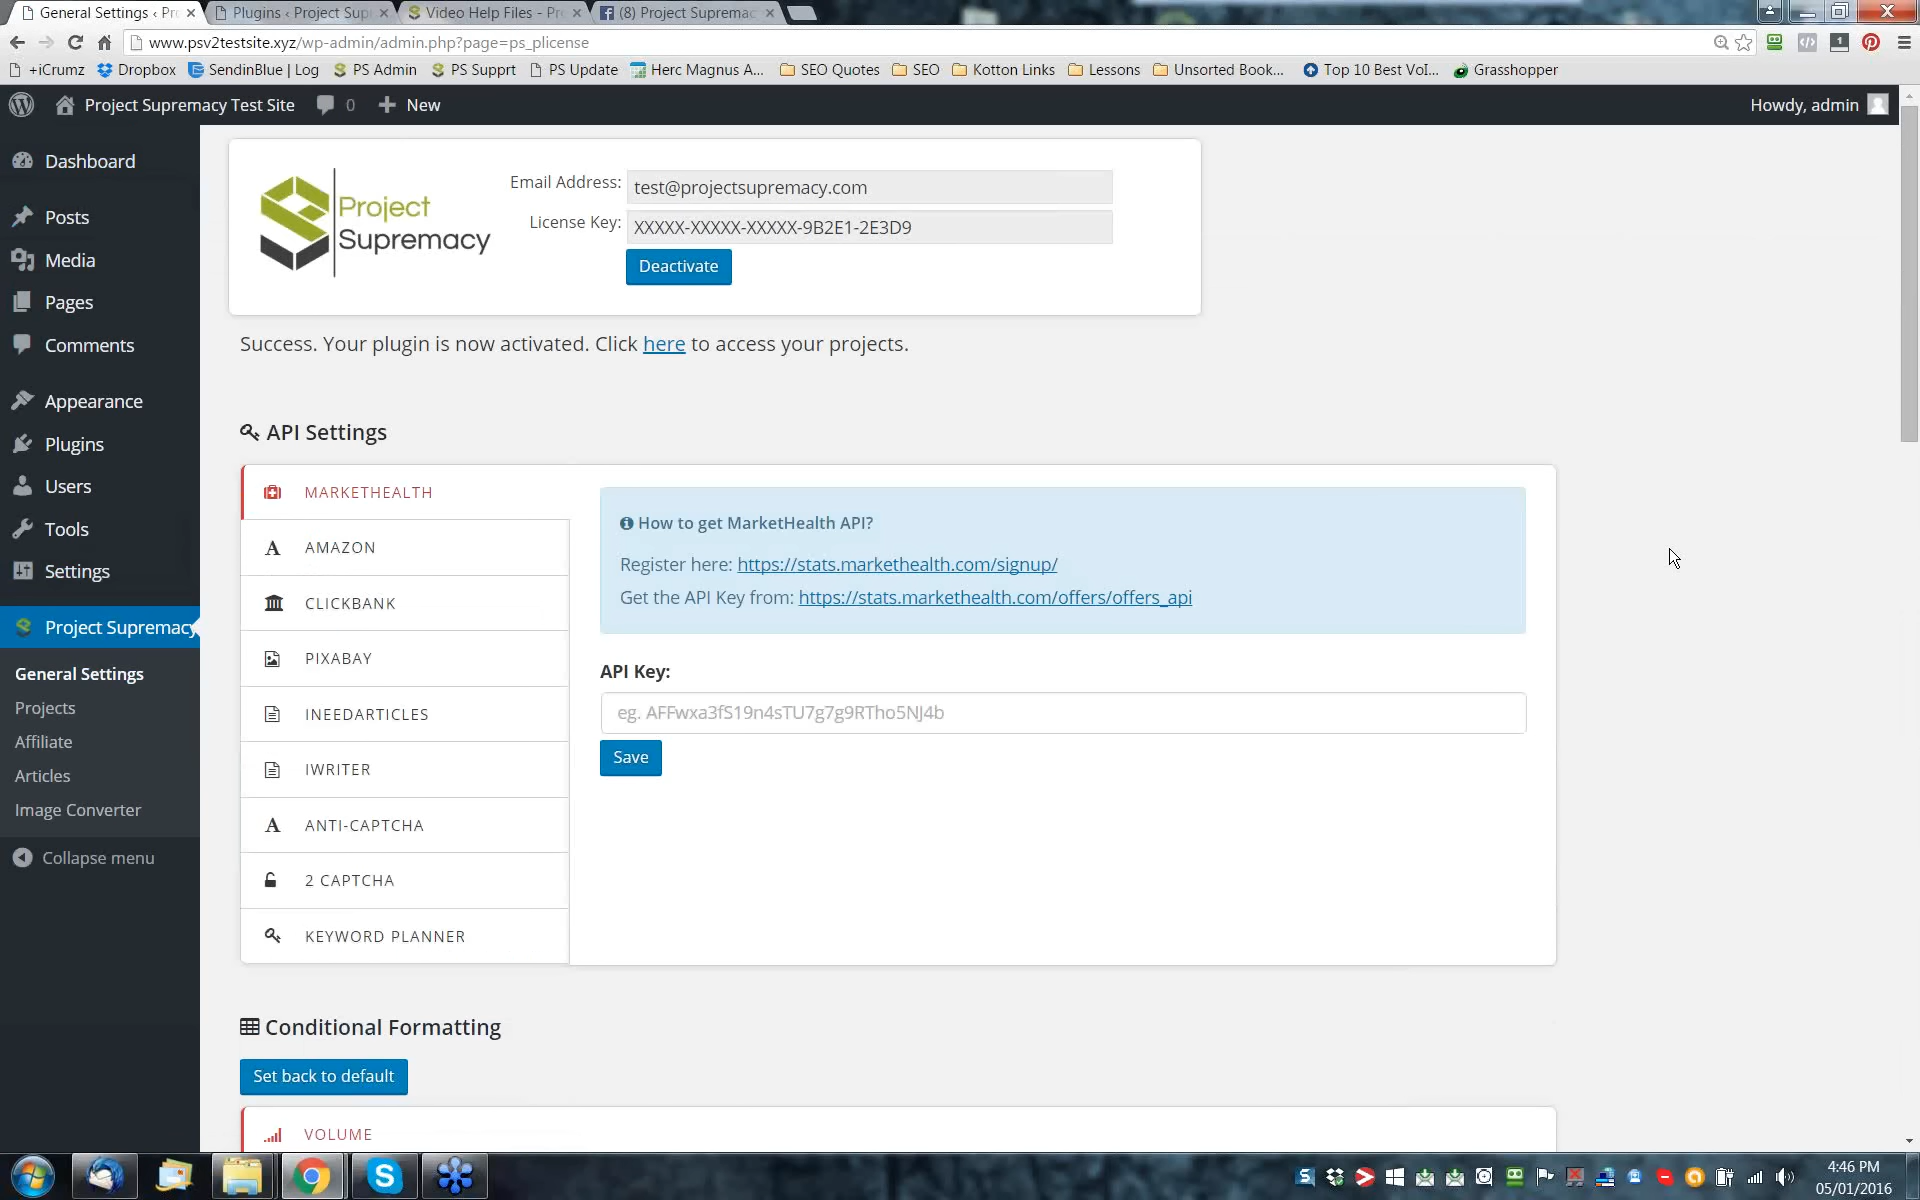 General Settings ‹ Pr
Plugins ‹ Project Sup
Video Help Files - Pr
(8) Project Supremac
www.psv2testsite.xyz/wp-admin/admin.php?page=ps_plicense
+iCrumz
Dropbox
SendinBlue | Log
PS Admin
PS Supprt
PS Update
Herc Magnus A...
SEO Quotes
SEO
Kotton Links
Lessons
Unsorted Book...
Top 10 Best VoI...
Grasshopper
Project Supremacy Test Site
0
New
Howdy, admin
Dashboard
Posts
Media
Pages
Comments
Appearance
Plugins
Users
Tools
Settings
Project Supremacy
General Settings
Projects
Affiliate
Articles
Image Converter
Collapse menu
Project
Supremacy
Email Address:
test@projectsupremacy.com
License Key:
XXXXX-XXXXX-XXXXX-9B2E1-2E3D9
Deactivate
Success. Your plugin is now activated. Click here to access your projects.
API Settings
MARKETHEALTH
AMAZON
CLICKBANK
PIXABAY
INEEDARTICLES
IWRITER
ANTI-CAPTCHA
2 CAPTCHA
KEYWORD PLANNER
How to get MarketHealth API?
Register here: https://stats.markethealth.com/signup/
Get the API Key from: https://stats.markethealth.com/offers/offers_api
API Key:
eg. AFFwxa3fS19n4sTU7g7g9RTho5NJ4b
Save
Conditional Formatting
Set back to default
VOLUME
4:46 PM
05/01/2016